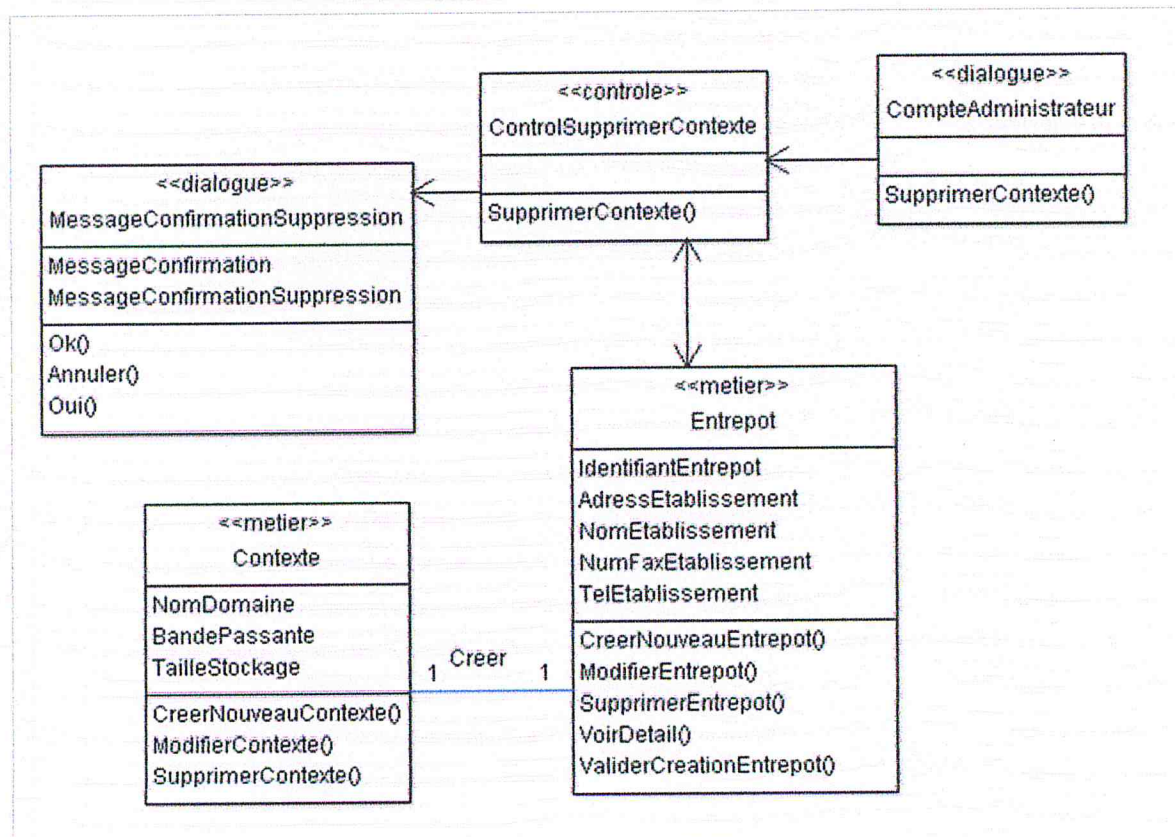 <<dialogue>>
CompteAdministrateur
SupprimerContexte()
<<controle>>
ControlSupprimerContexte
SupprimerContexte()
<<dialogue>>
MessageConfirmationSuppression
MessageConfirmation
MessageConfirmationSuppression
Ok()
Annuler()
Oui()
<<metier>>
Entrepot
IdentifiantEntrepot
AdressEtablissement
NomEtablissement
NumFaxEtablissement
TelEtablissement
CreerNouveauEntrepot()
ModifierEntrepot()
SupprimerEntrepot()
VoirDetail()
ValiderCreationEntrepot()
<<metier>>
Contexte
NomDomaine
BandePassante
TailleStockage
CreerNouveauContexte()
ModifierContexte()
SupprimerContexte()
1 Creer 1